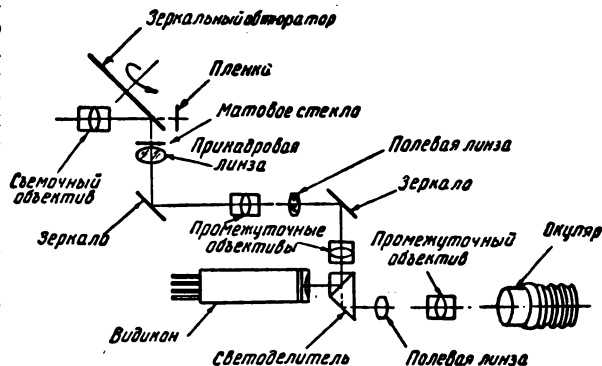 Зеркальный обтюратор
Пленка
Матовое стекло
Прикадровая
линза
Полевая линза
Съемочный
объектив
Зеркало
Зеркало
Промежуточные
объективы
Промежуточный
объектив
Окуляр
Видикон
Светоделитель
Полевая линза